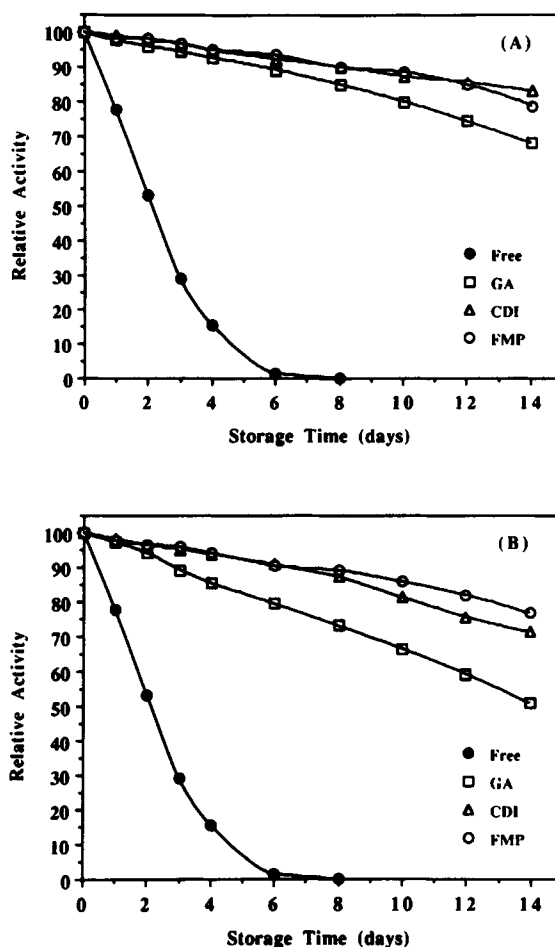 (A)
100
90
80
70
60
50
40
30
20
10
0
Relative Activity
Free
GA
CDI
FMP
0 2 4 6 8 10 12 14
Storage Time (days)
(B)
100
90
80
70
60
50
40
30
20
10
0
Relative Activity
Free
GA
CDI
FMP
0 2 4 6 8 10 12 14
Storage Time (days)